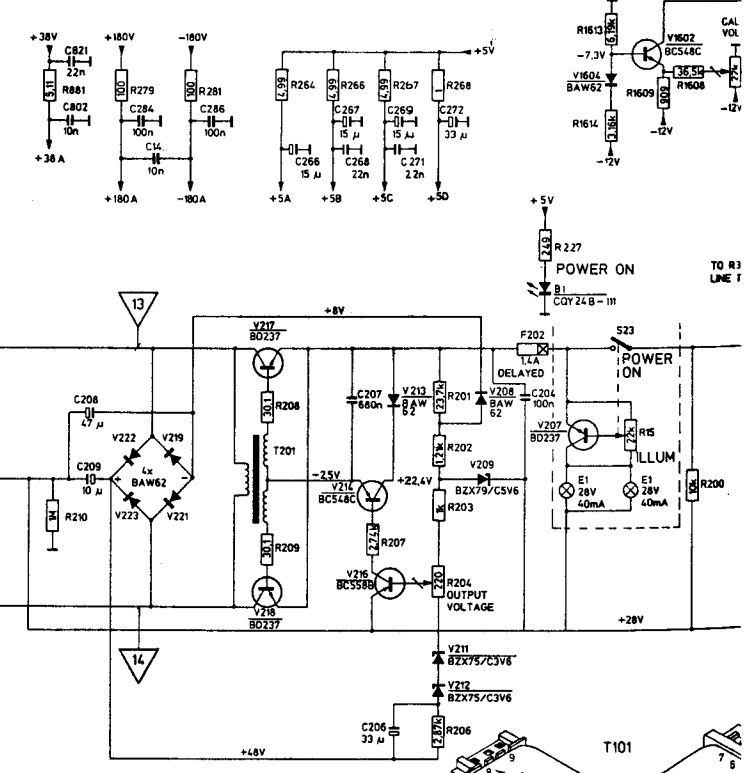 R1613
6,19k
V1602
BC548C
CAL
VOL
+38V
+180V
-180V
+5V
-7,3V
C821
22n
V1604
BAW62
36,5k
R1608
22k
5,11
R881
100
R279
100
R281
4,99
R264
4,99
R266
4,99
R267
1
R268
R1609
909
-12V
C802
10n
C284
100n
C286
100n
C267
15 µ
C269
15 µ
C272
33 µ
R1614
3,16k
-12V
-12V
+38A
C14
10n
C266
15 µ
C268
22n
C271
22n
+180A
-180A
+5A
+5B
+5C
+5D
+5V
249
R227
POWER ON
TO R3
LINE
B1
CQY24B-III
13
+8V
V217
BD237
F202
1,4A
DELAYED
S23
POWER
ON
C208
47 µ
30,1
R208
C207
680n
V213
BAW
62
23,7k
R201
V208
BAW
62
C204
100n
V222
V219
T201
1,21k
R202
V207
BD237
22k
R15
ILLUM
C209
10 µ
+
4x
BAW62
-
-2,5V
V214
BC548C
+22,4V
V209
BZX79/C5V6
E1
28V
40mA
E1
28V
40mA
10k
R200
1M
R210
V223
V221
1k
R203
30,1
R209
2,74k
R207
V216
BC558B
220
R204
OUTPUT
VOLTAGE
V218
BD237
+28V
14
V211
BZX75/C3V6
V212
BZX75/C3V6
C206
33 µ
2,87k
R206
+48V
T101
9
8
7
6